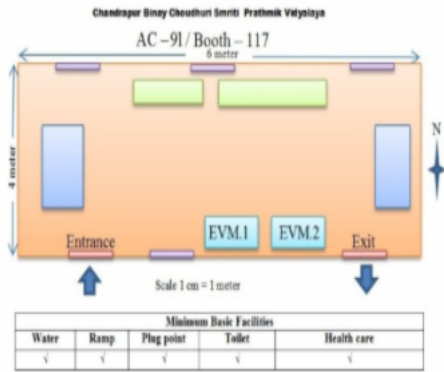 Chandrapur Binay Choudhuri Smriti Prathmik Vidyalaya
AC –91/ Booth – 117
6 meter
4 meter
N
EVM.1
EVM.2
Entrance
Exit
Scale 1 cm = 1 meter
Minimum Basic Facilities
Water Ramp Plug point Toilet Health care
√ √ √ √ √